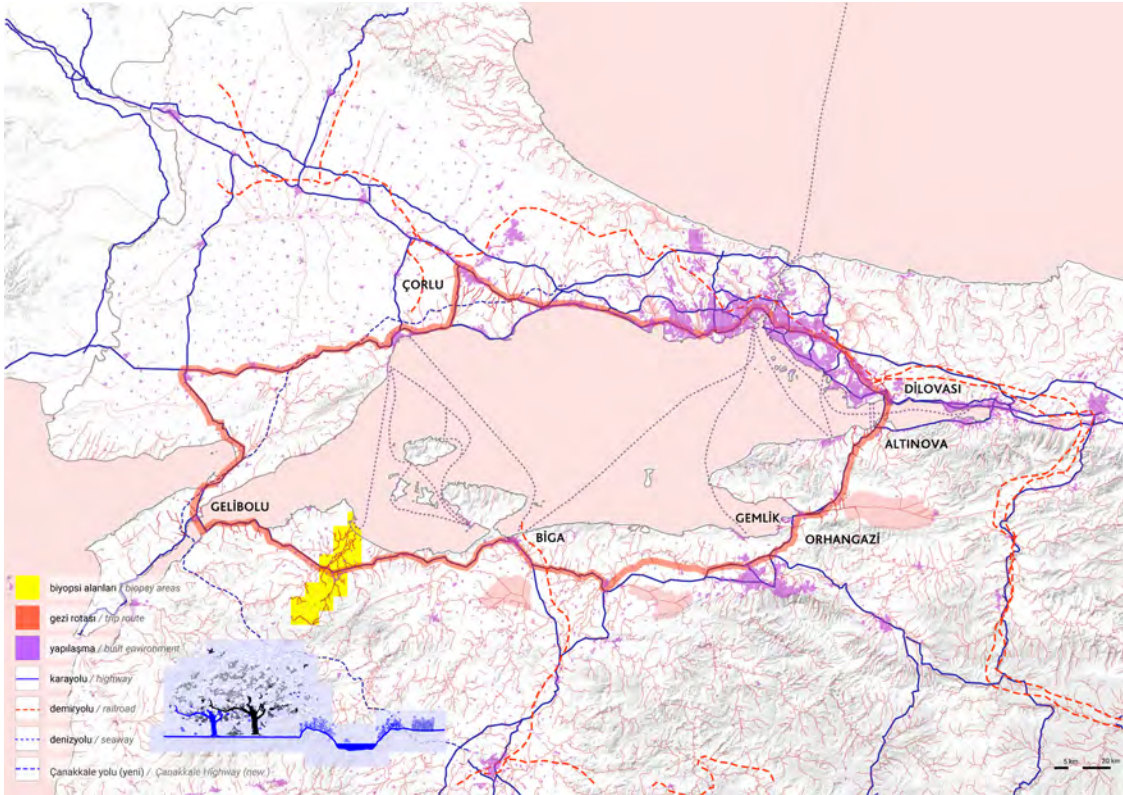 ÇORLU
DİLOVASI
ALTINOVA
GELİBOLU
GEMLİK
BİGA
ORHANGAZİ
biyopsi alanları / biopsy areas
gezi rotası / trip route
yapılaşma / built environment
karayolu / highway
demiryolu / railroad
denizyolu / seaway
Çanakkale yolu (yeni) / Çanakkale Highway (new)
5 km 20 km